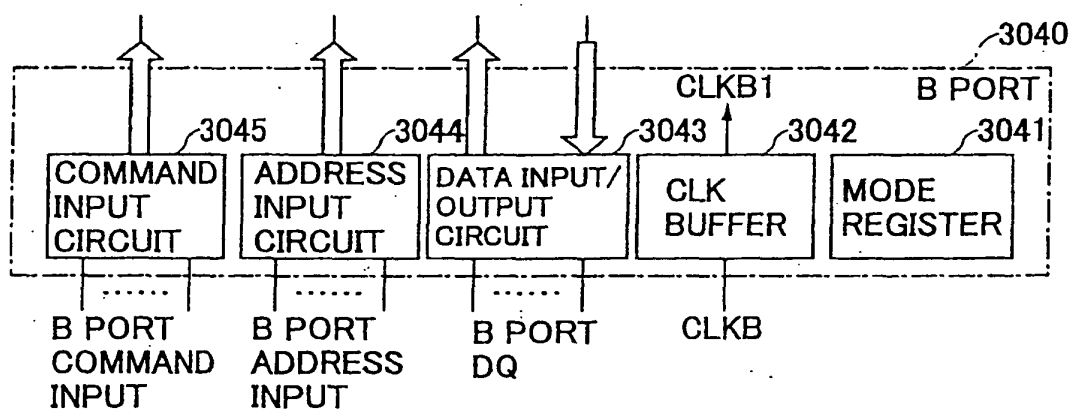 3040
B PORT
CLKB1
3045
3044
3043
3042
3041
COMMAND
INPUT
CIRCUIT
ADDRESS
INPUT
CIRCUIT
DATA INPUT/
OUTPUT
CIRCUIT
CLK
BUFFER
MODE
REGISTER
B PORT
COMMAND
INPUT
B PORT
ADDRESS
INPUT
B PORT
DQ
CLKB